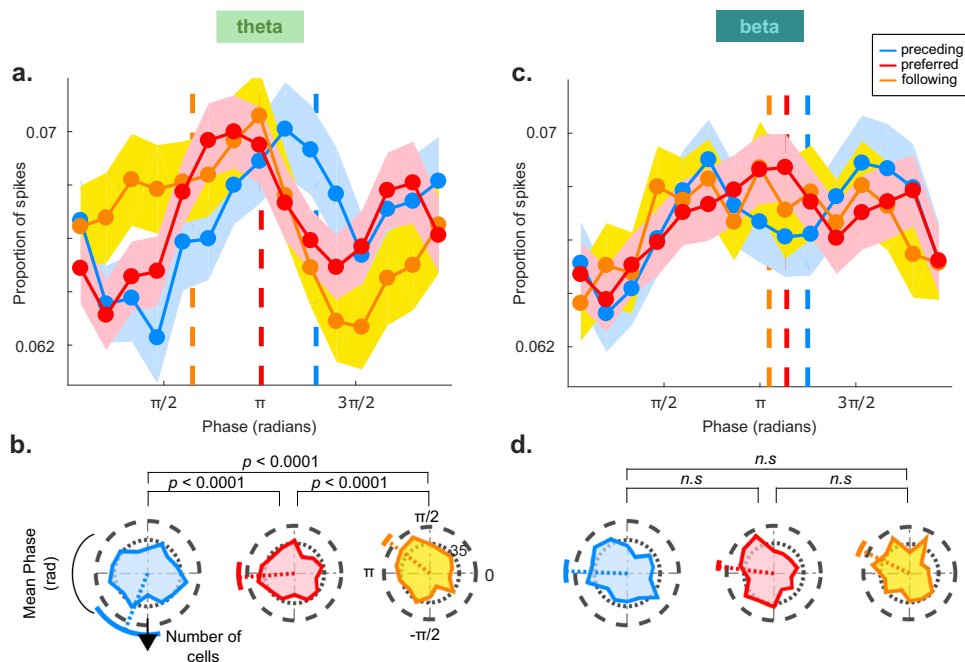 theta
beta
preceding
preferred
following
a.
c.
Proportion of spikes
0.07
0.062
π/2
π
3π/2
Phase (radians)
Proportion of spikes
0.07
0.062
π/2
π
3π/2
Phase (radians)
b.
p < 0.0001
p < 0.0001
p < 0.0001
Mean Phase
(rad)
Number of
cells
π/2
35
π
0
-π/2
d.
n.s
n.s
n.s